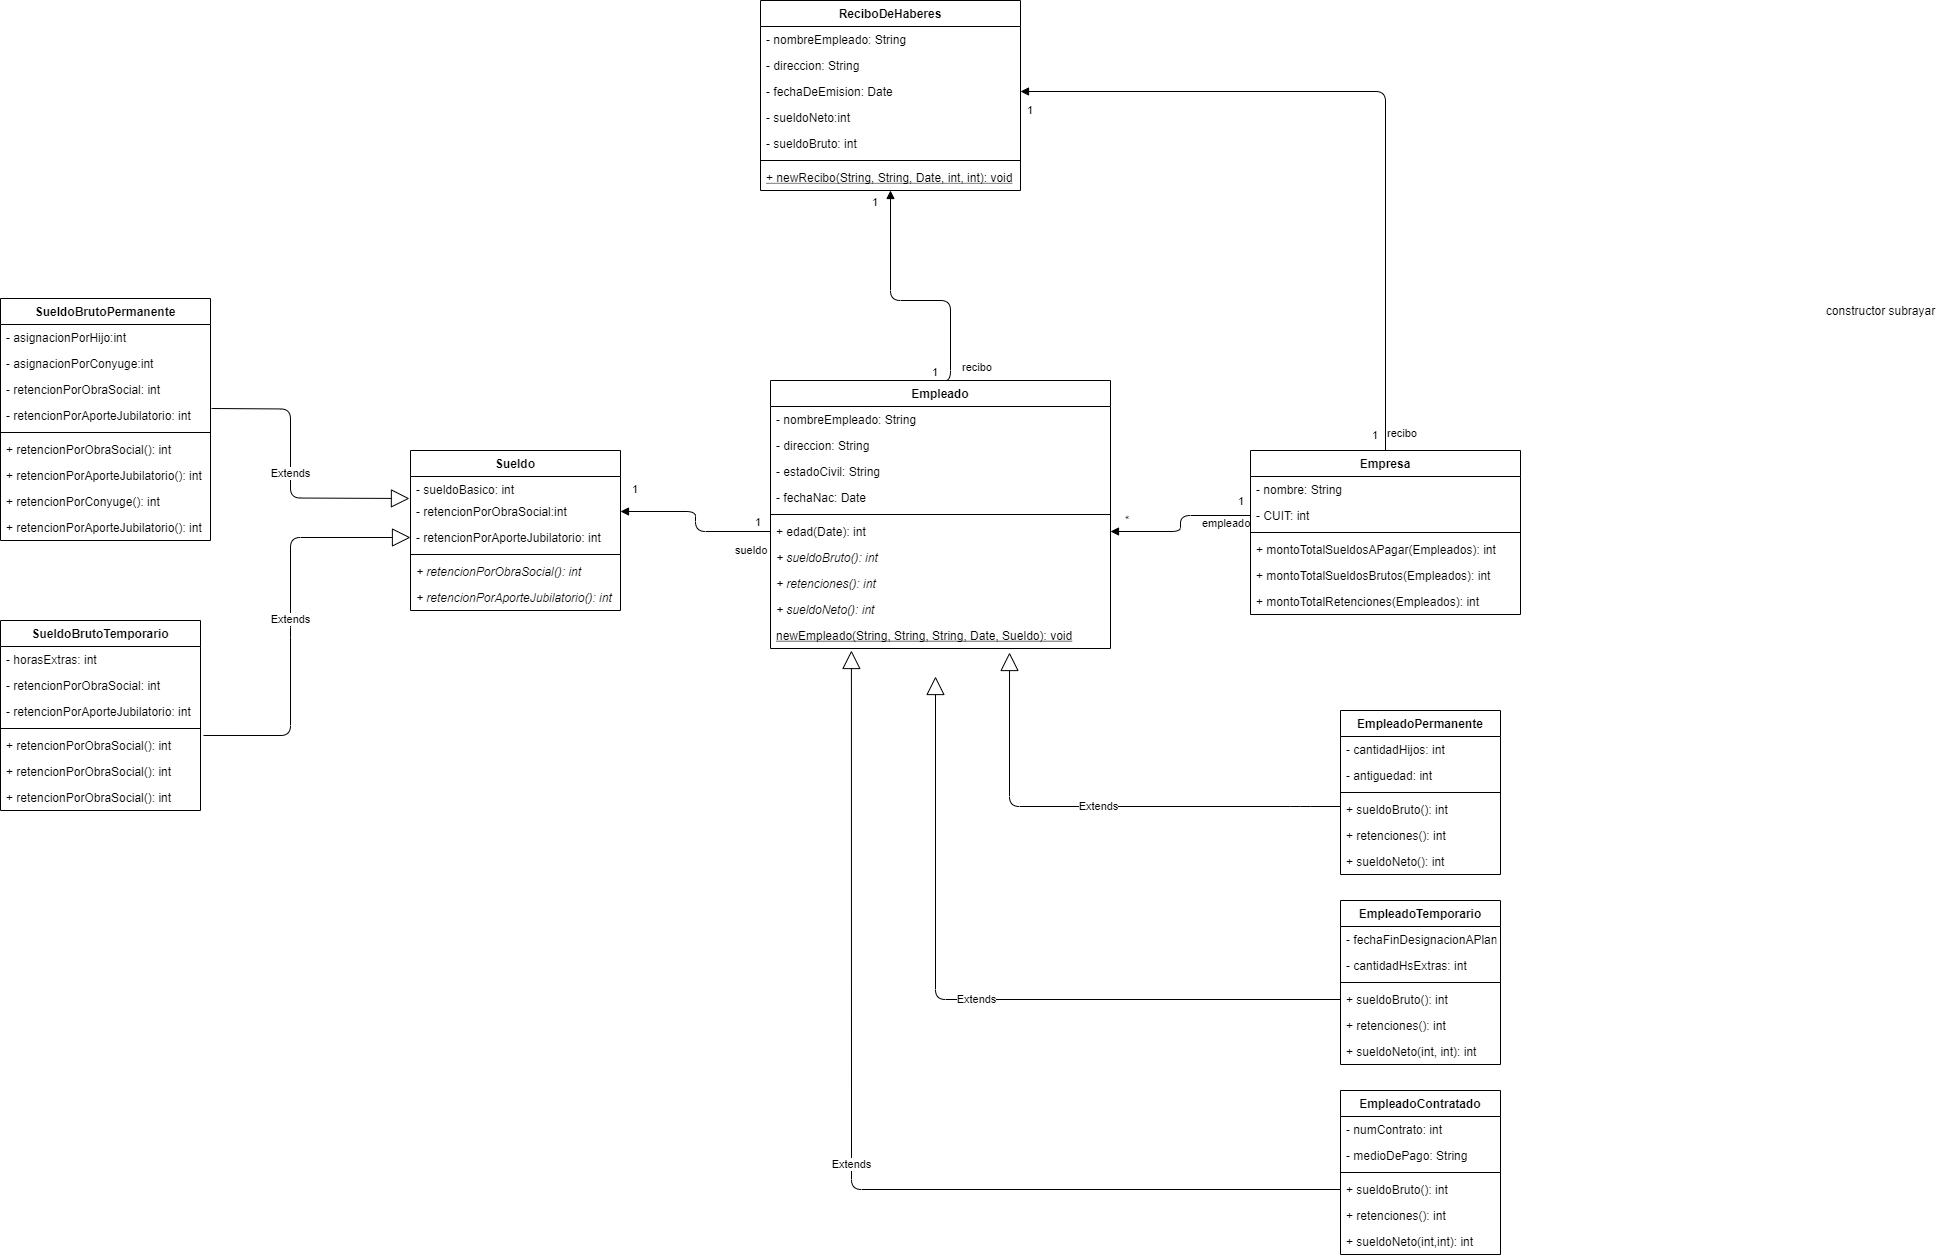 ReciboDeHaberes
- nombreEmpleado: String
- direccion: String
- fechaDeEmision: Date
- sueldoNeto:int
- sueldoBruto: int
+ newRecibo(String, String, Date, int, int): void
1
1
SueldoBrutoPermanente
- asignacionPorHijo:int
- asignacionPorConyuge:int
- retencionPorObraSocial: int
- retencionPorAporteJubilatorio: int
+ retencionPorObraSocial(): int
+ retencionPorAporteJubilatorio(): int
+ retencionPorConyuge(): int
+ retencionPorAporteJubilatorio(): int
Extends
constructor subrayar
SueldoBrutoTemporario
- horasExtras: int
- retencionPorObraSocial: int
- retencionPorAporteJubilatorio: int
+ retencionPorObraSocial(): int
+ retencionPorObraSocial(): int
+ retencionPorObraSocial(): int
Extends
Sueldo
- sueldoBasico: int
- retencionPorObraSocial:int
- retencionPorAporteJubilatorio: int
+ retencionPorObraSocial(): int
+ retencionPorAporteJubilatorio(): int
1
1
sueldo
1
recibo
Empleado
- nombreEmpleado: String
- direccion: String
- estadoCivil: String
- fechaNac: Date
+ edad(Date): int
+ sueldoBruto(): int
+ retenciones(): int
+ sueldoNeto(): int
newEmpleado(String, String, String, Date, Sueldo): void
*
1
empleado
1
recibo
Empresa
- nombre: String
- CUIT: int
+ montoTotalSueldosAPagar(Empleados): int
+ montoTotalSueldosBrutos(Empleados): int
+ montoTotalRetenciones(Empleados): int
EmpleadoPermanente
- cantidadHijos: int
- antiguedad: int
+ sueldoBruto(): int
+ retenciones(): int
+ sueldoNeto(): int
Extends
EmpleadoTemporario
- fechaFinDesignacionAPlan
- cantidadHsExtras: int
+ sueldoBruto(): int
+ retenciones(): int
+ sueldoNeto(int, int): int
Extends
EmpleadoContratado
- numContrato: int
- medioDePago: String
+ sueldoBruto(): int
+ retenciones(): int
+ sueldoNeto(int,int): int
Extends